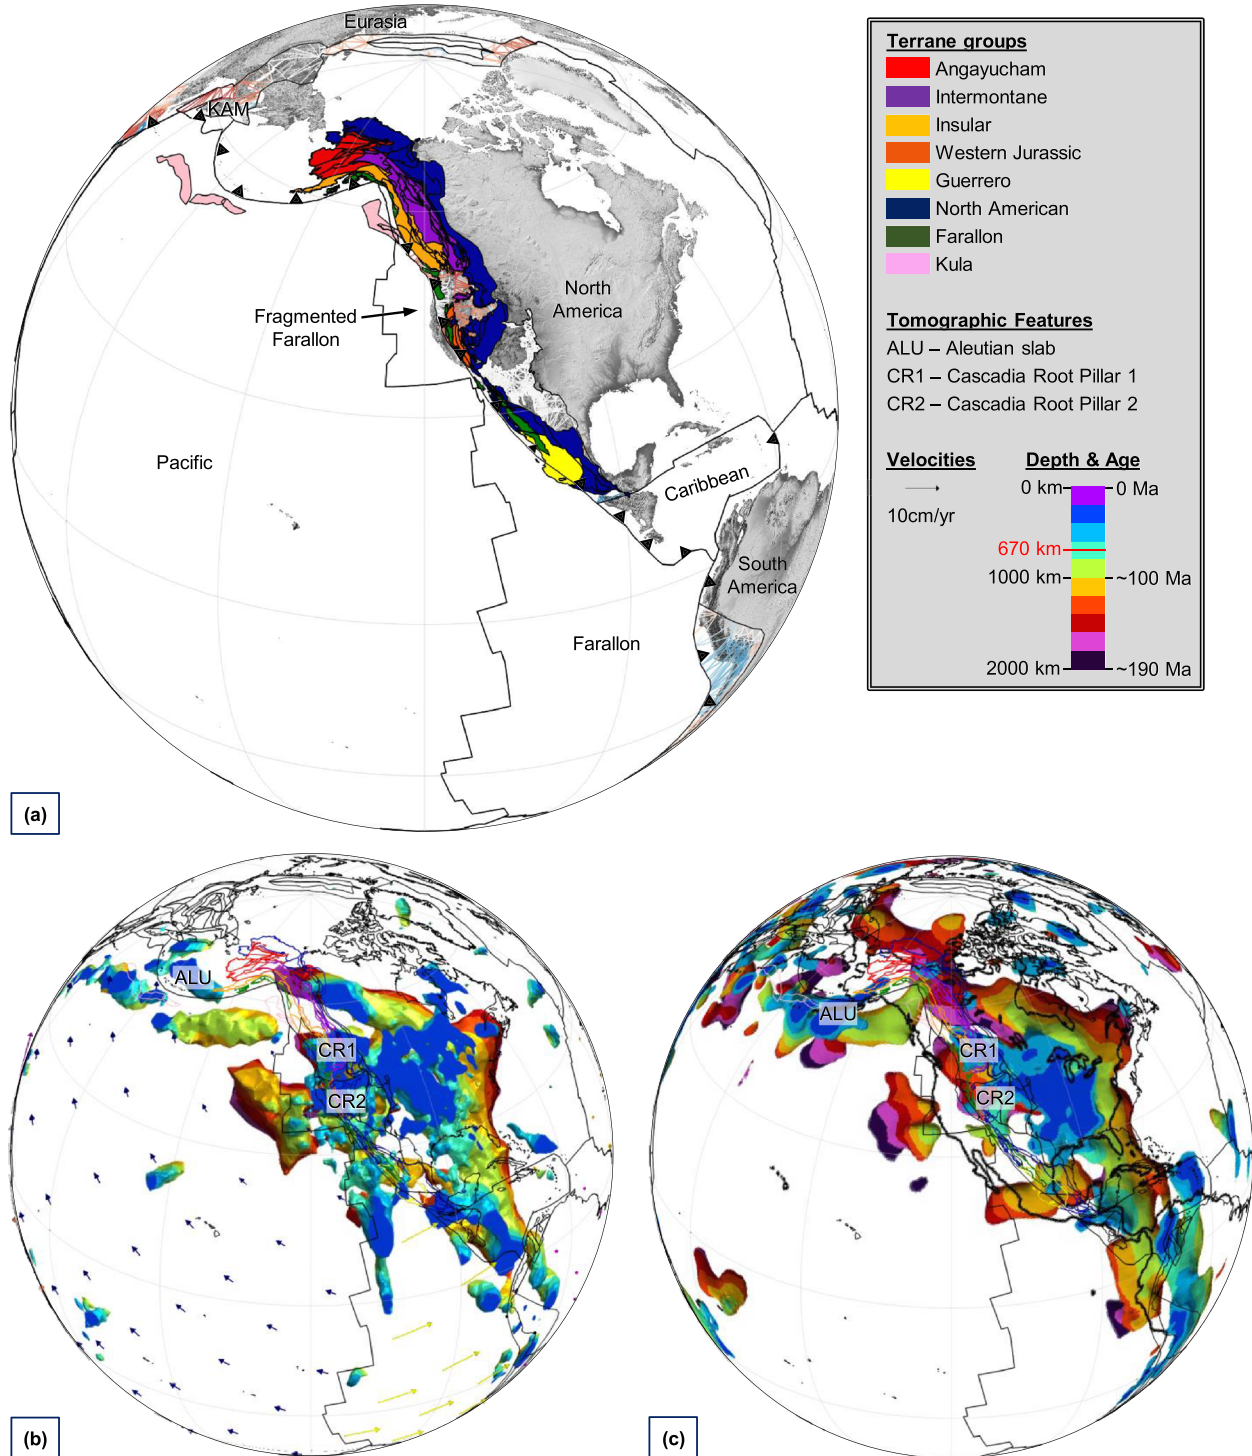 Eurasia
KAM
Fragmented
Farallon
North
America
Pacific
Caribbean
South
America
Farallon
(a)
Terrane groups
Angayucham
Intermontane
Insular
Western Jurassic
Guerrero
North American
Farallon
Kula
Tomographic Features
ALU – Aleutian slab
CR1 – Cascadia Root Pillar 1
CR2 – Cascadia Root Pillar 2
Velocities
10cm/yr
Depth & Age
0 km 0 Ma
670 km
1000 km ~100 Ma
2000 km ~190 Ma
ALU
CR1
CR2
(b)
ALU
CR1
CR2
(c)